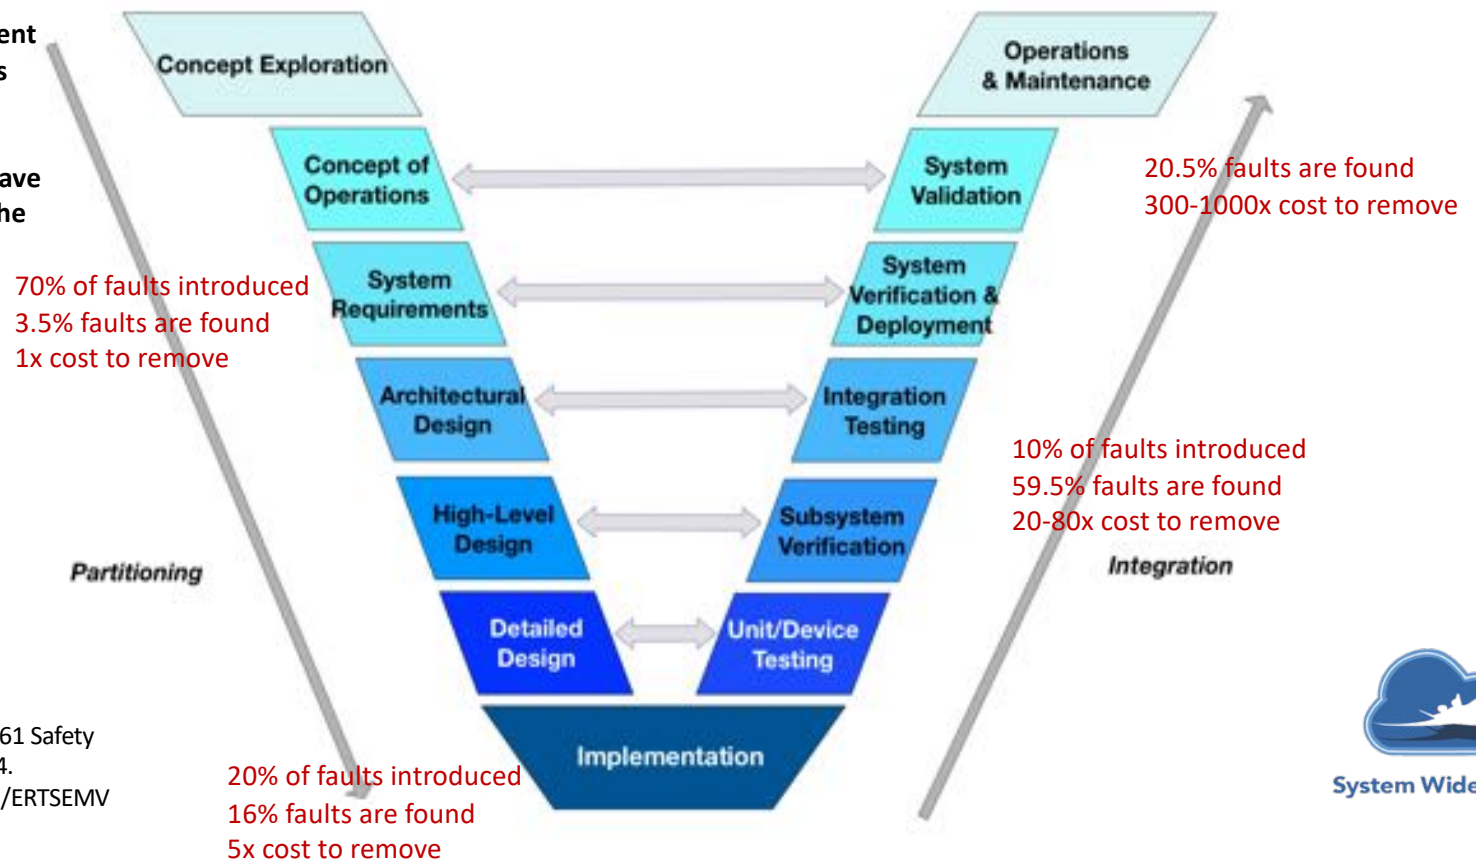 ent
s
ave
he
Concept Exploration
Operations
& Maintenance
Concept of
Operations
System
Validation
20.5% faults are found
300-1000x cost to remove
70% of faults introduced
3.5% faults are found
1x cost to remove
System
Requirements
System
Verification &
Deployment
Architectural
Design
Integration
Testing
10% of faults introduced
59.5% faults are found
20-80x cost to remove
High-Level
Design
Subsystem
Verification
Partitioning
Integration
Detailed
Design
Unit/Device
Testing
61 Safety
4.
/ERTSEMV
Implementation
20% of faults introduced
16% faults are found
5x cost to remove
System Wide